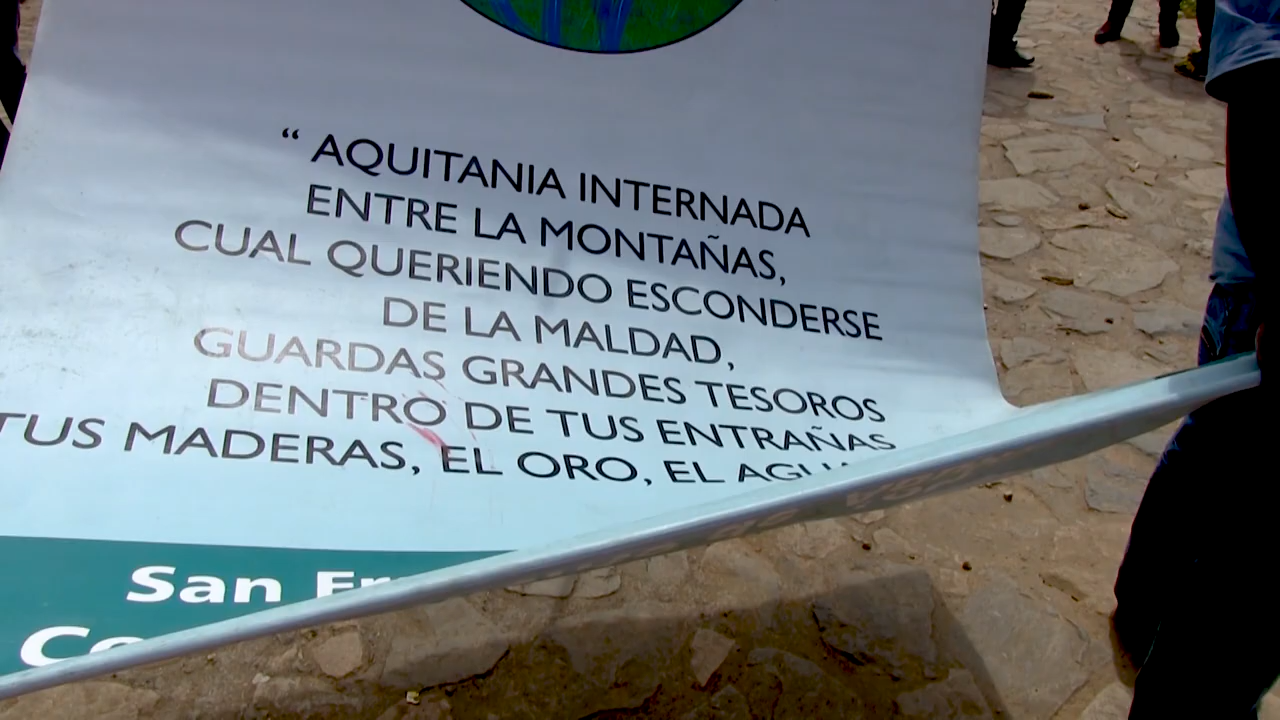 “ AQUITANIA INTERNADA
ENTRE LA MONTAÑAS,
CUAL QUERIENDO ESCONDERSE
DE LA MALDAD,
GUARDAS GRANDES TESOROS
DENTRO DE TUS ENTRAÑAS
TUS MADERAS, EL ORO, EL
San